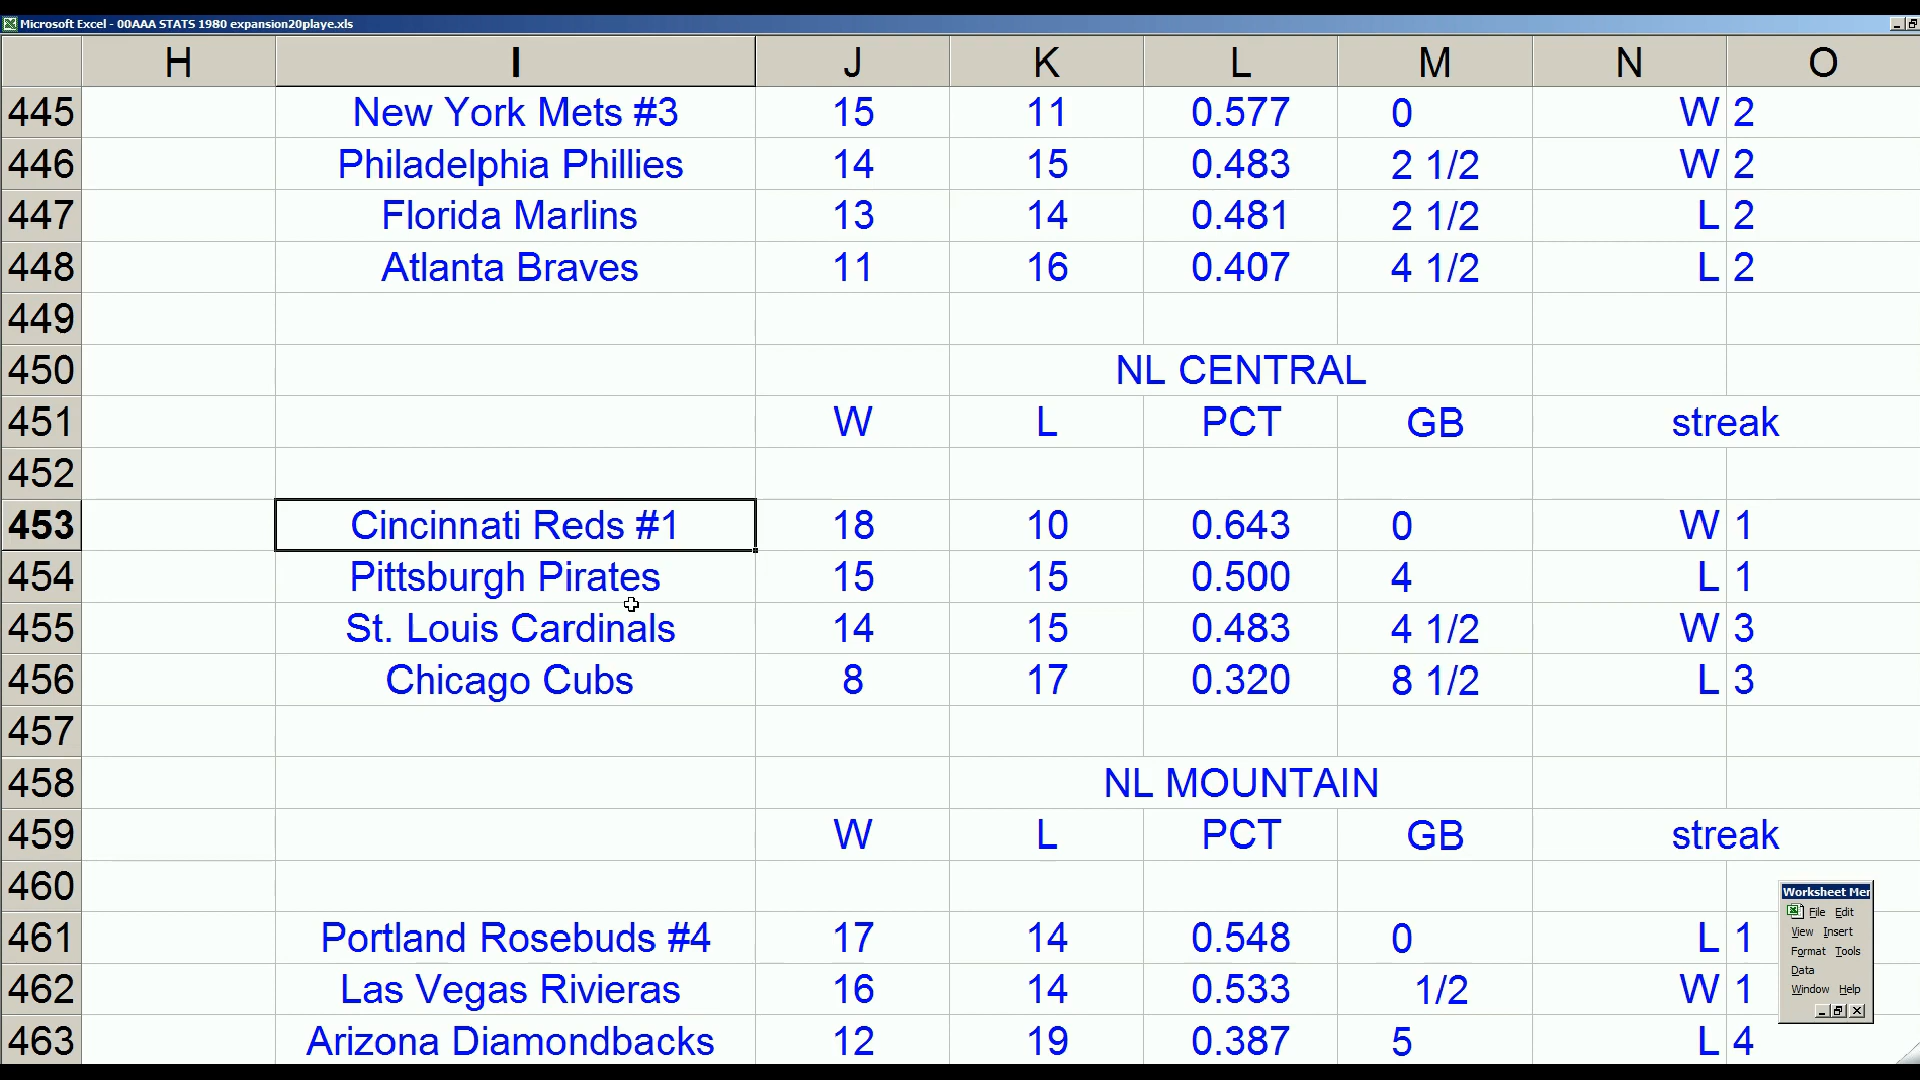 Microsoft Excel - 00AAA STATS 1980 expansion20playe.xls
H I J K L M N O
445 New York Mets #3 15 11 0.577 0 W 2
446 Philadelphia Phillies 14 15 0.483 2 1/2 W 2
447 Florida Marlins 13 14 0.481 2 1/2 L 2
448 Atlanta Braves 11 16 0.407 4 1/2 L 2
449
450 NL CENTRAL
451 W L PCT GB streak
452
453 Cincinnati Reds #1 18 10 0.643 0 W 1
454 Pittsburgh Pirates 15 15 0.500 4 L 1
455 St. Louis Cardinals 14 15 0.483 4 1/2 W 3
456 Chicago Cubs 8 17 0.320 8 1/2 L 3
457
458 NL MOUNTAIN
459 W L PCT GB streak
460
461 Portland Rosebuds #4 17 14 0.548 0 L 1
462 Las Vegas Rivieras 16 14 0.533 1/2 W 1
463 Arizona Diamondbacks 12 19 0.387 5 L 4
Worksheet Mer
File Edit
View Insert
Format Tools
Data
Window Help